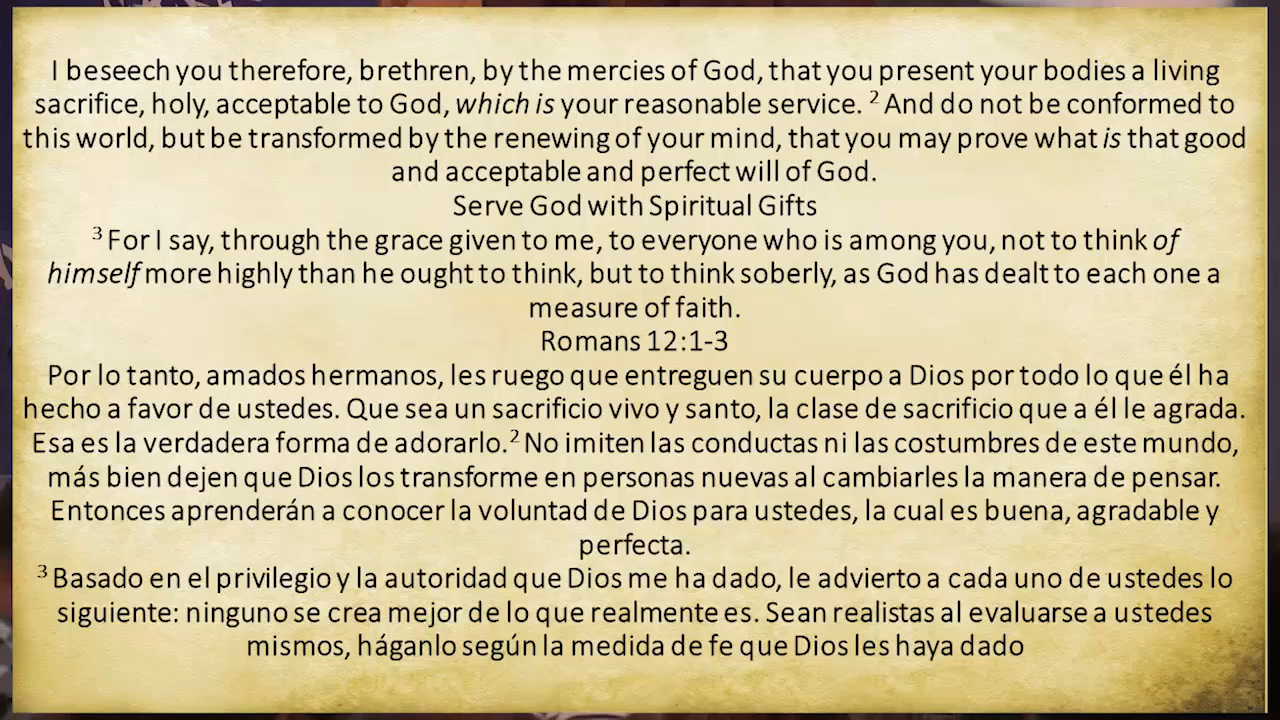 I beseech you therefore, brethren, by the mercies of God, that you present your bodies a living
sacrifice, holy, acceptable to God, which is your reasonable service. 2 And do not be conformed to
this world, but be transformed by the renewing of your mind, that you may prove what is that good
and acceptable and perfect will of God.
Serve God with Spiritual Gifts
3 For I say, through the grace given to me, to everyone who is among you, not to think of
himself more highly than he ought to think, but to think soberly, as God has dealt to each one a
measure of faith.
Romans 12:1-3
Por lo tanto, amados hermanos, les ruego que entreguen su cuerpo a Dios por todo lo que él ha
hecho a favor de ustedes. Que sea un sacrificio vivo y santo, la clase de sacrificio que a él le agrada.
Esa es la verdadera forma de adorarlo. 2 No imiten las conductas ni las costumbres de este mundo,
más bien dejen que Dios los transforme en personas nuevas al cambiarles la manera de pensar.
Entonces aprenderán a conocer la voluntad de Dios para ustedes, la cual es buena, agradable y
perfecta.
3 Basado en el privilegio y la autoridad que Dios me ha dado, le advierto a cada uno de ustedes lo
siguiente: ninguno se crea mejor de lo que realmente es. Sean realistas al evaluarse a ustedes
mismos, háganlo según la medida de fe que Dios les haya dado